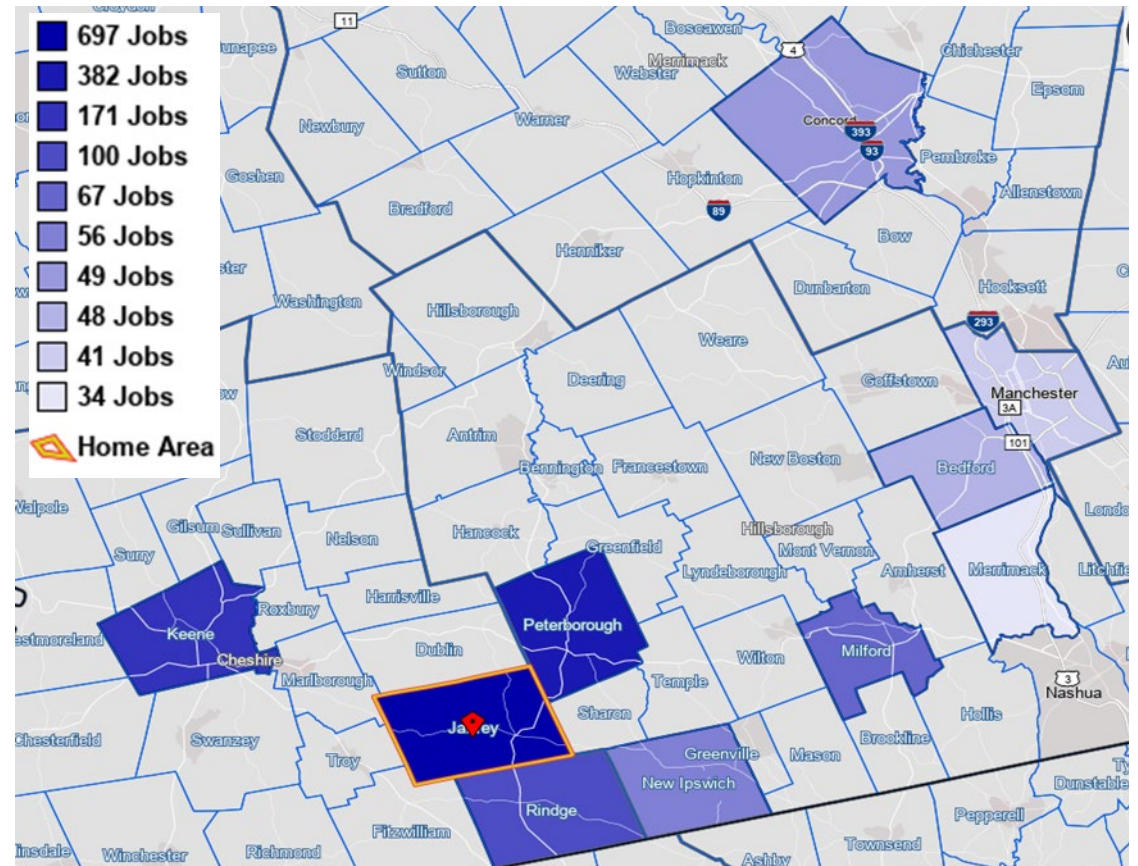 697 Jobs
382 Jobs
171 Jobs
100 Jobs
67 Jobs
56 Jobs
49 Jobs
48 Jobs
41 Jobs
34 Jobs
Home Area
11
Sutton
Boscawen
Merrimack
Webster
4
Chichester
Epsom
Newbury
Warner
Concord
393
93
Pembroke
Goshen
Hopkinton
Allenstown
Bradford
89
Henniker
Bow
Washington
Hillsborough
Dunbarton
Hooksett
293
Windsor
Weare
Deering
Goffstown
Manchester
3A
Stoddard
Antrim
101
Bennington
Francestown
New Boston
Bedford
Gilsum
Sullivan
Nelson
Hancock
Hillsborough
Surry
Greenfield
Mont Vernon
Lyndeborough
Amherst
Merrimack
Roxbury
Harrisville
Keene
Peterborough
Cheshire
Dublin
Wilton
Milford
Marlborough
Temple
3
Nashua
Sharon
Hollis
Chesterfield
Swanzey
Troy
Greenville
Mason
Brookline
New Ipswich
Rindge
Pepperell
Dunstable
Fitzwilliam
Townsend
Winchester
Richmond
Ashby